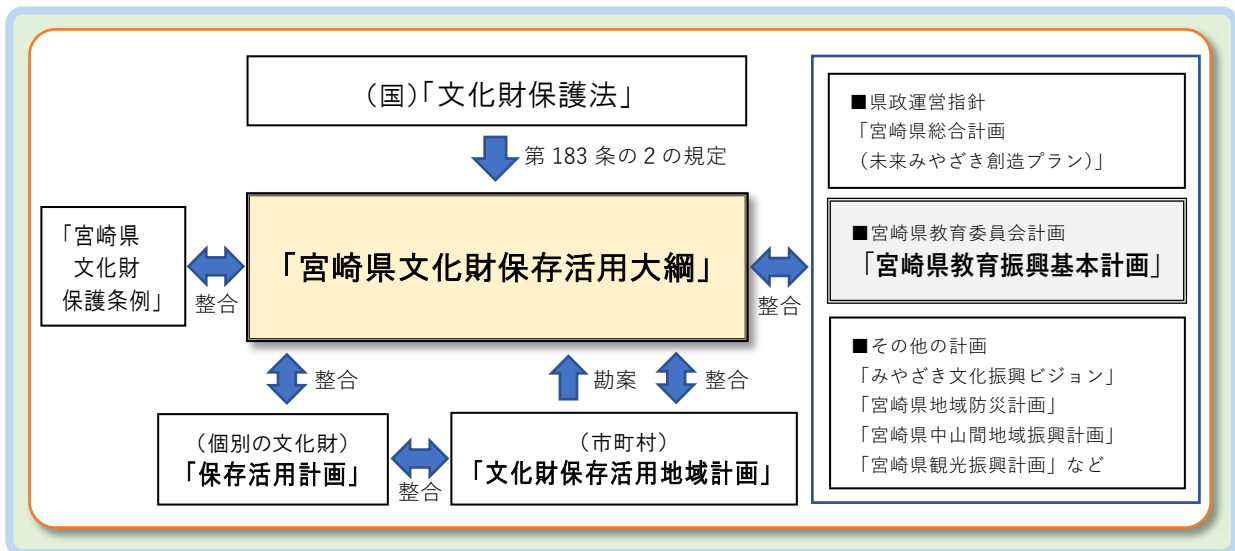 (国)「文化財保護法」
第 183 条の 2 の規定
「宮崎県
文化財
保護条例」
整合
「宮崎県文化財保存活用大綱」
整合
■県政運営指針
「宮崎県総合計画
(未来みやざき創造プラン)」
■宮崎県教育委員会計画
「宮崎県教育振興基本計画」
■その他の計画
「みやざき文化振興ビジョン」
「宮崎県地域防災計画」
「宮崎県中山間地域振興計画」
「宮崎県観光振興計画」など
整合
勘案
整合
(個別の文化財)
「保存活用計画」
整合
(市町村)
「文化財保存活用地域計画」